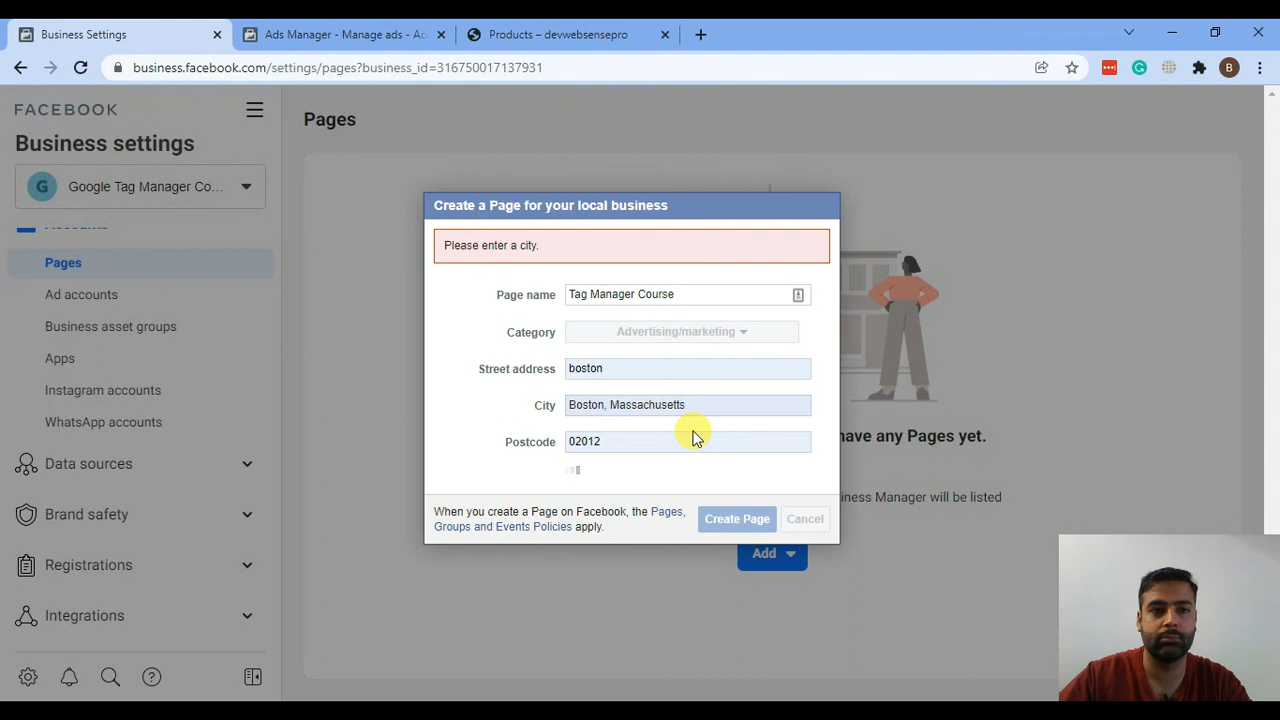 Business Settings
Ads Manager - Manage ads - Acc
Products – devwebsensepro
business.facebook.com/settings/pages?business_id=316750017137931
B
FACEBOOK
Business settings
G
Google Tag Manager Co...
Pages
Ad accounts
Business asset groups
Apps
Instagram accounts
WhatsApp accounts
Data sources
Brand safety
Registrations
Integrations
Pages
Create a Page for your local business
Please enter a city.
Page name
Tag Manager Course
Category
Advertising/marketing
Street address
boston
City
Boston, Massachusetts
Postcode
02012
When you create a Page on Facebook, the Pages,
Groups and Events Policies apply.
Create Page
Cancel
have any Pages yet.
siness Manager will be listed
Add